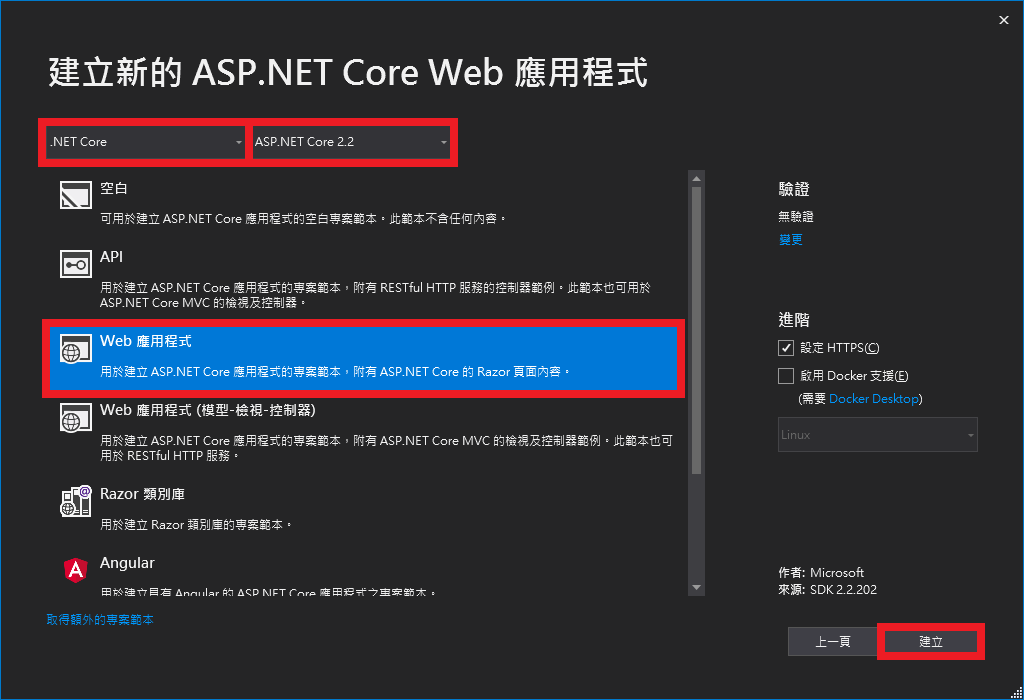 建立新的 ASP.NET Core Web 應用程式
.NET Core
ASP.NET Core 2.2
空白
可用於建立 ASP.NET Core 應用程式的空白專案範本。此範本不含任何內容。
API
用於建立 ASP.NET Core 應用程式的專案範本，附有 RESTful HTTP 服務的控制器範例。此範本也可用於
ASP.NET Core MVC 的檢視及控制器。
Web 應用程式
用於建立 ASP.NET Core 應用程式的專案範本，附有 ASP.NET Core 的 Razor 頁面內容。
Web 應用程式 (模型-檢視-控制器)
用於建立 ASP.NET Core 應用程式的專案範本，附有 ASP.NET Core MVC 的檢視及控制器範例。此範本也可
用於 RESTful HTTP 服務。
Razor 類別庫
用於建立 Razor 類別庫的專案範本。
Angular
用於建立具有 Angular 的 ASP.NET Core 應用程式之專案範本。
取得額外的專案範本
驗證
無驗證
變更
進階
設定 HTTPS(C)
啟用 Docker 支援(E)
(需要 Docker Desktop)
Linux
作者: Microsoft
來源: SDK 2.2.202
上一頁
建立